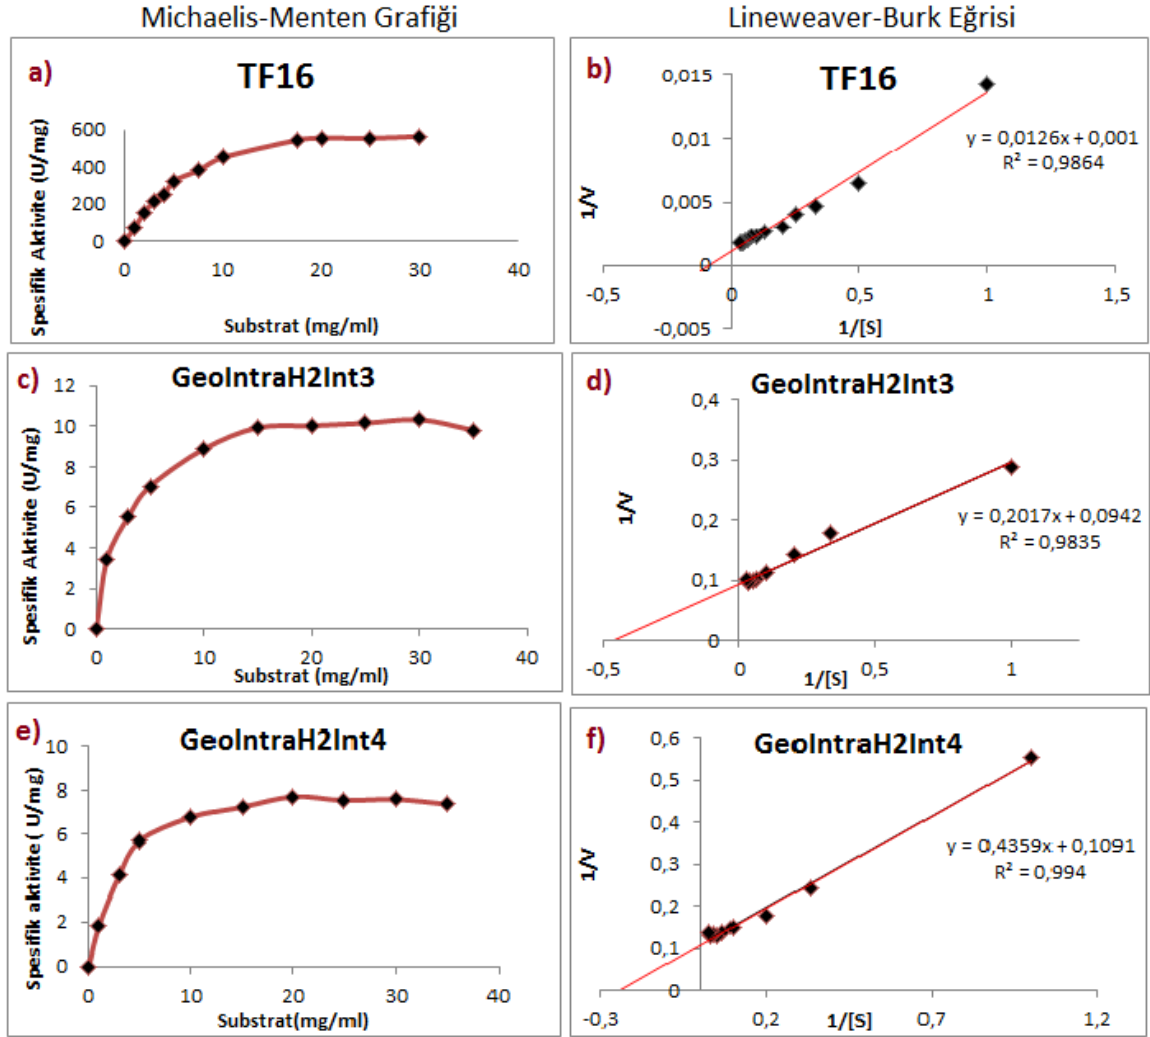 Michaelis-Menten Grafiği
Lineweaver-Burk Eğrisi
a)
TF16
Spesifik Aktivite (U/mg)
600
400
200
0
0 10 20 30 40
Substrat (mg/ml)
b)
TF16
1/V
0,015
0,01
0,005
0
-0,005
y = 0,0126x + 0,001
R² = 0,9864
-0,5 0 0,5 1 1,5
1/[S]
c)
GeoIntraH2Int3
Spesifik Aktivite (U/mg)
12
10
8
6
4
2
0
0 10 20 30 40
Substrat (mg/ml)
d)
GeoIntraH2Int3
1/V
0,4
0,3
0,2
0,1
0
y = 0,2017x + 0,0942
R² = 0,9835
-0,5 0 0,5 1
1/[S]
e)
GeoIntraH2Int4
Spesifik aktivite ( U/mg)
10
8
6
4
2
0
0 10 20 30 40
Substrat(mg/ml)
f)
GeoIntraH2Int4
1/V
0,6
0,5
0,4
0,3
0,2
0,1
0
y = 0,4359x + 0,1091
R² = 0,994
-0,3 0,2 0,7 1,2
1/[S]